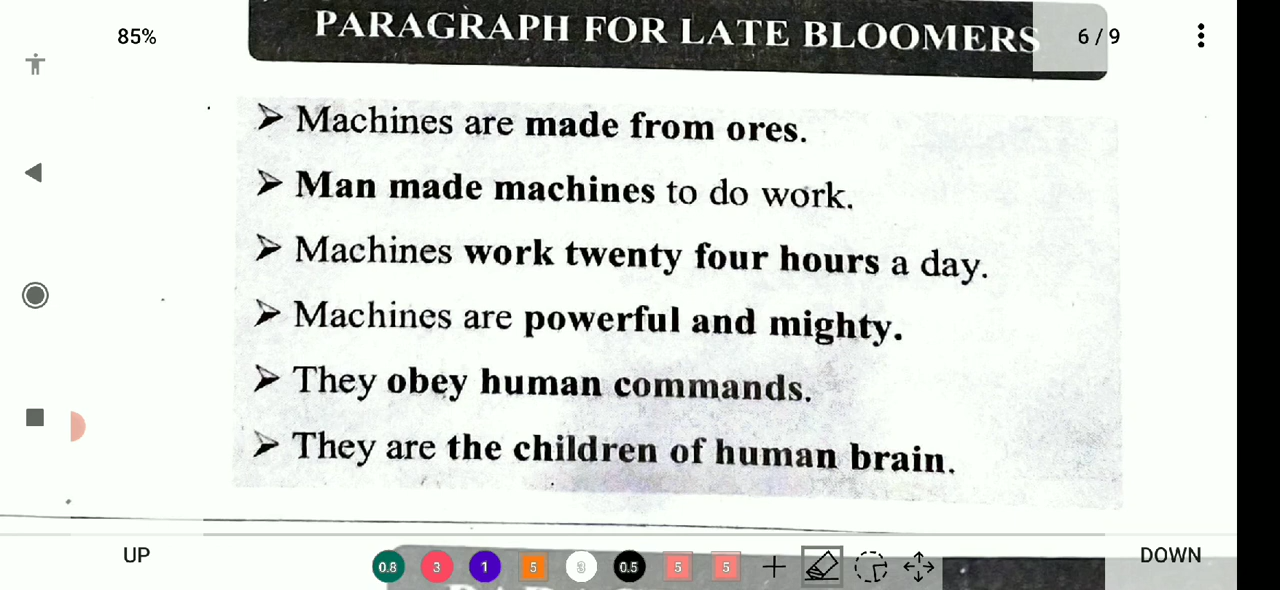 PARAGRAPH FOR LATE BLOOMERS
85%
6 / 9
➢ Machines are made from ores.
➢ Man made machines to do work.
➢ Machines work twenty four hours a day.
➢ Machines are powerful and mighty.
➢ They obey human commands.
➢ They are the children of human brain.
UP
0.8 3 1 5 3 0.5 5 5
DOWN